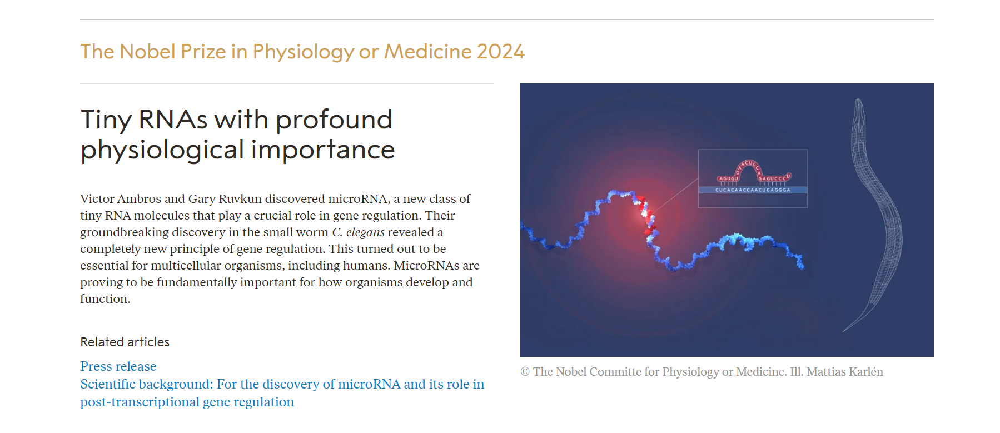 The Nobel Prize in Physiology or Medicine 2024
Tiny RNAs with profound
physiological importance
Victor Ambros and Gary Ruvkun discovered microRNA, a new class of
tiny RNA molecules that play a crucial role in gene regulation. Their
groundbreaking discovery in the small worm C. elegans revealed a
completely new principle of gene regulation. This turned out to be
essential for multicellular organisms, including humans. MicroRNAs are
proving to be fundamentally important for how organisms develop and
function.
Related articles
Press release
Scientific background: For the discovery of microRNA and its role in
post-transcriptional gene regulation
AGUGUGAACUCCAGAGUCCCU
CUCACAACCAACUCAGGGA
© The Nobel Committe for Physiology or Medicine. Ill. Mattias Karlén